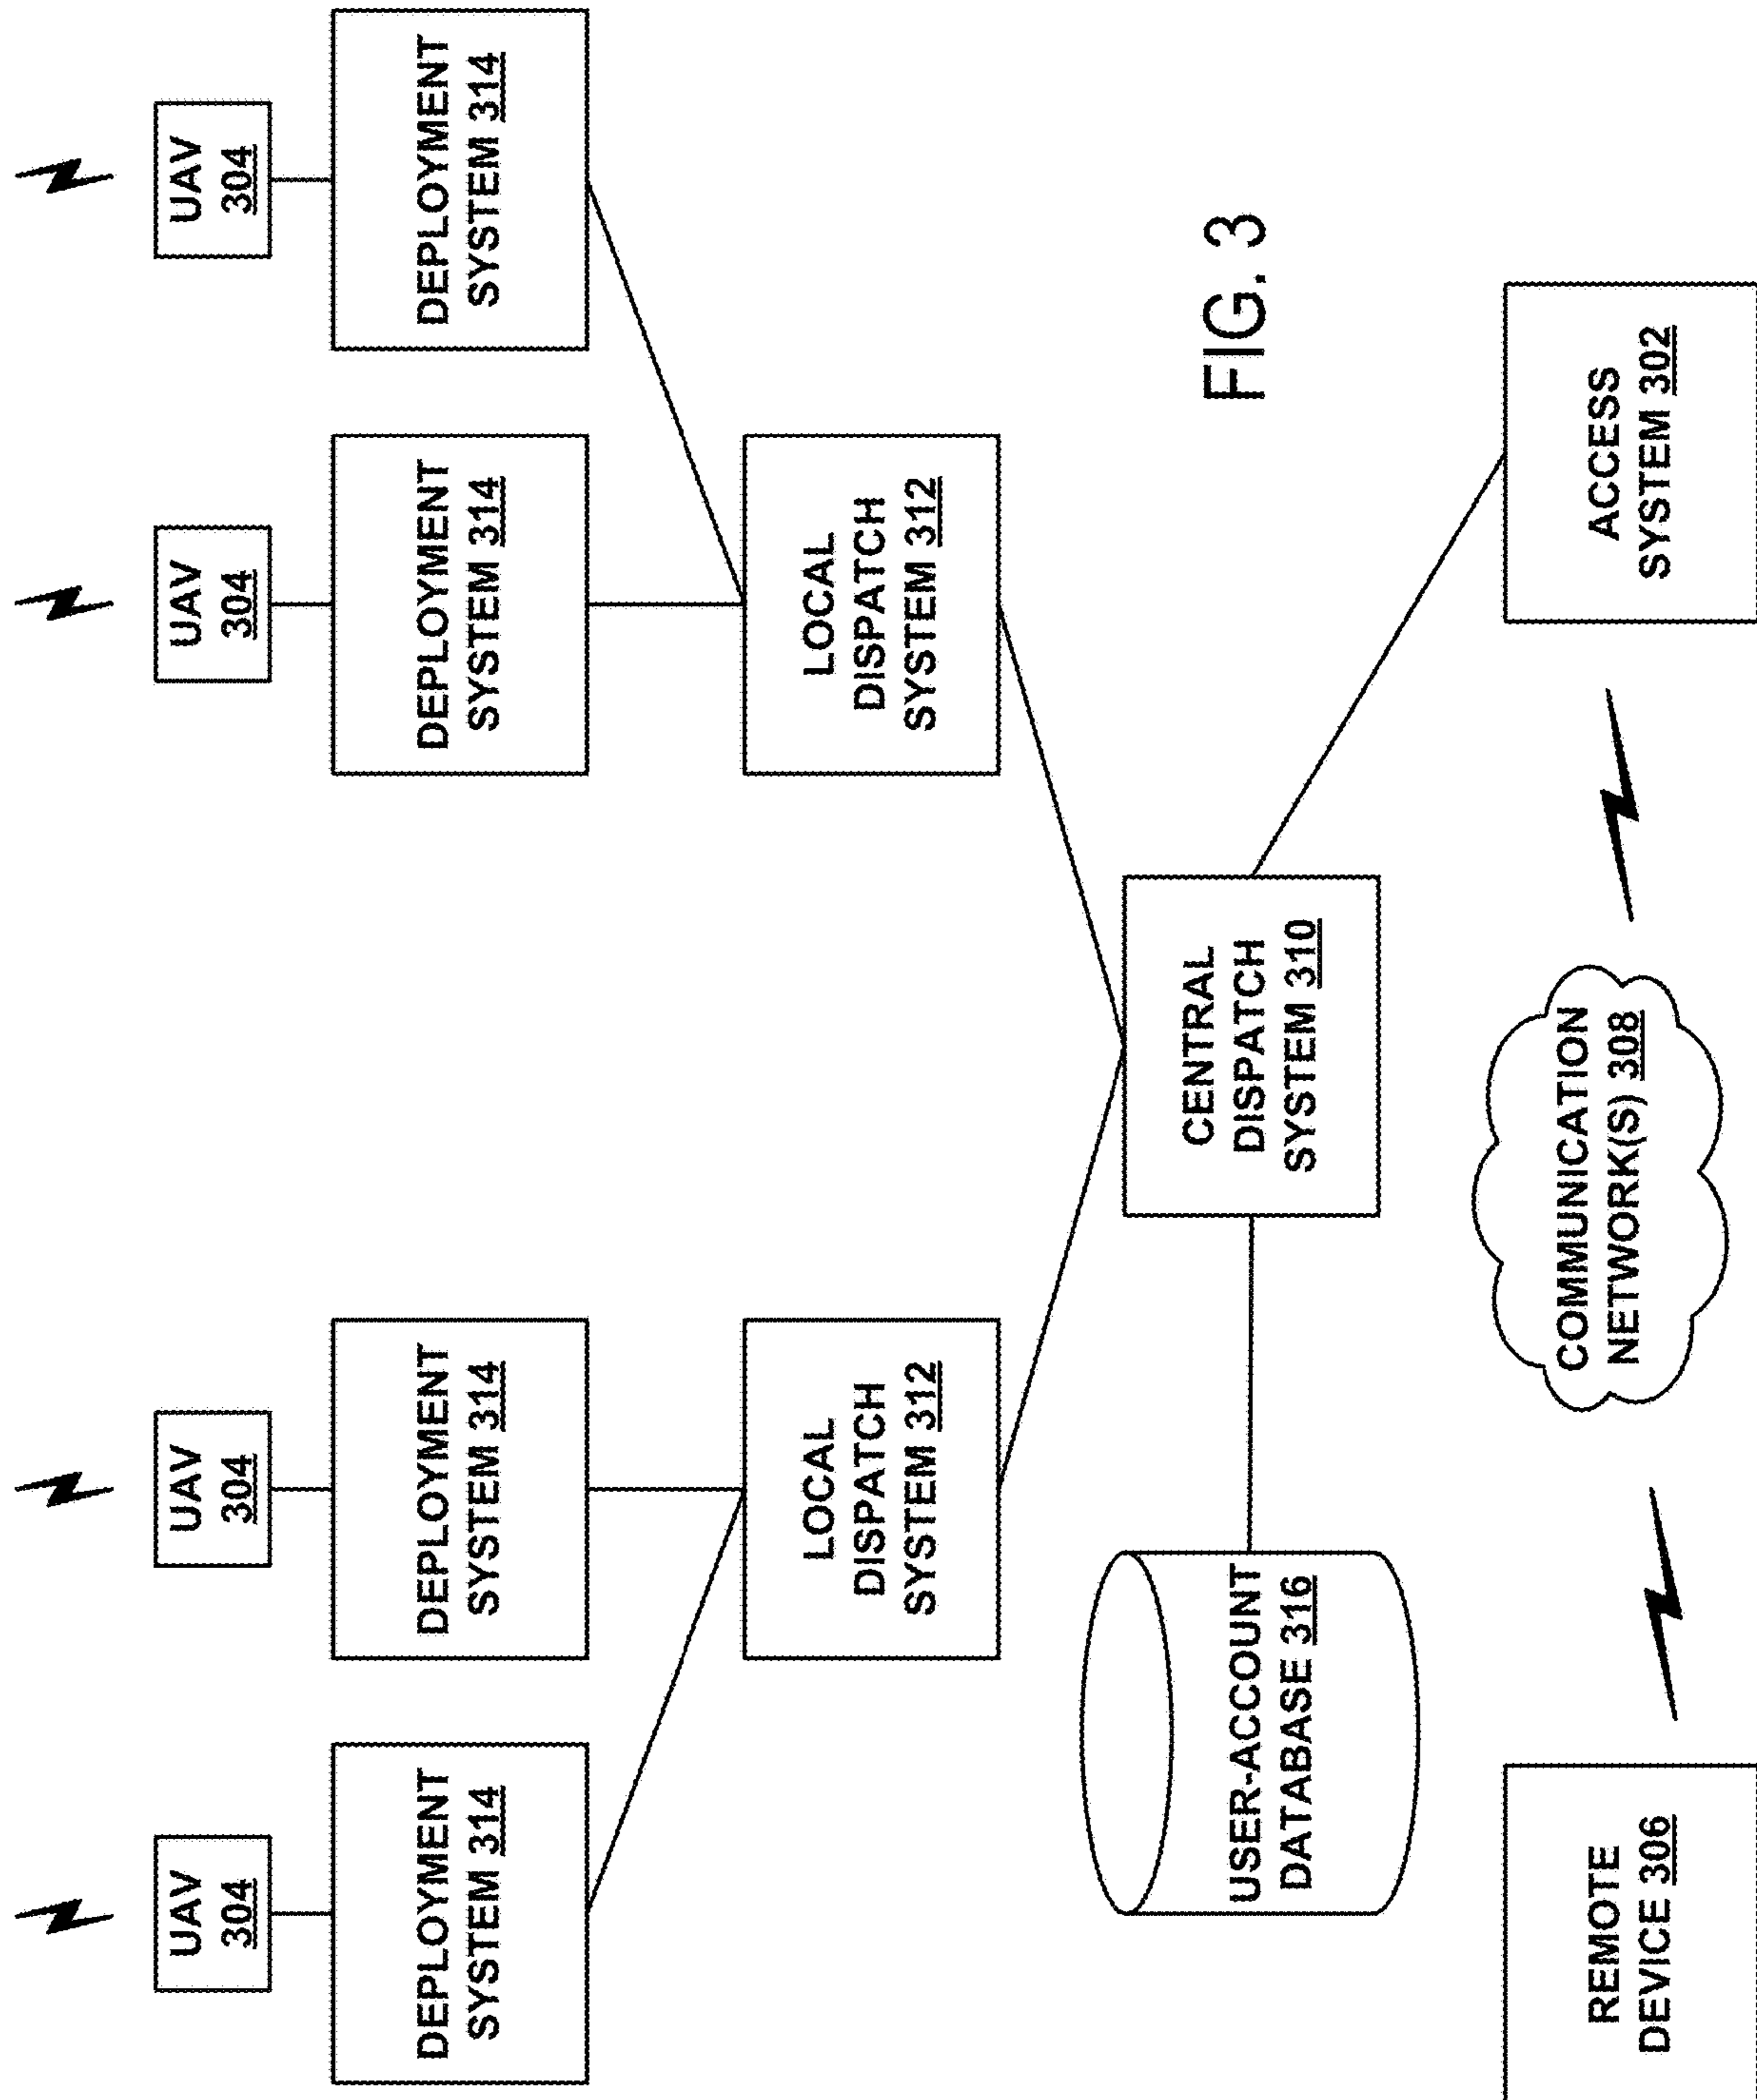 UAV
304
UAV
304
UAV
304
UAV
304
DEPLOYMENT
SYSTEM 314
DEPLOYMENT
SYSTEM 314
DEPLOYMENT
SYSTEM 314
DEPLOYMENT
SYSTEM 314
LOCAL
DISPATCH
SYSTEM 312
LOCAL
DISPATCH
SYSTEM 312
USER-ACCOUNT
DATABASE 316
CENTRAL
DISPATCH
SYSTEM 310
FIG. 3
REMOTE
DEVICE 306
COMMUNICATION
NETWORK(S) 308
ACCESS
SYSTEM 302